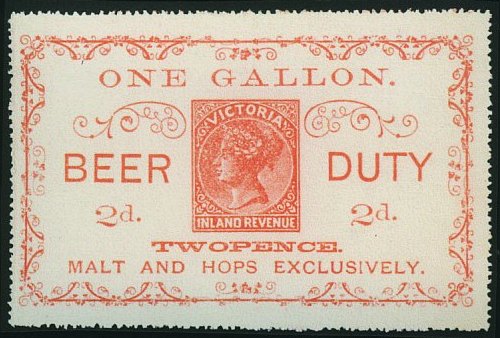 ONE GALLON.
VICTORIA
BEER DUTY
2d. 2d.
INLAND REVENUE
TWOPENCE.
MALT AND HOPS EXCLUSIVELY.